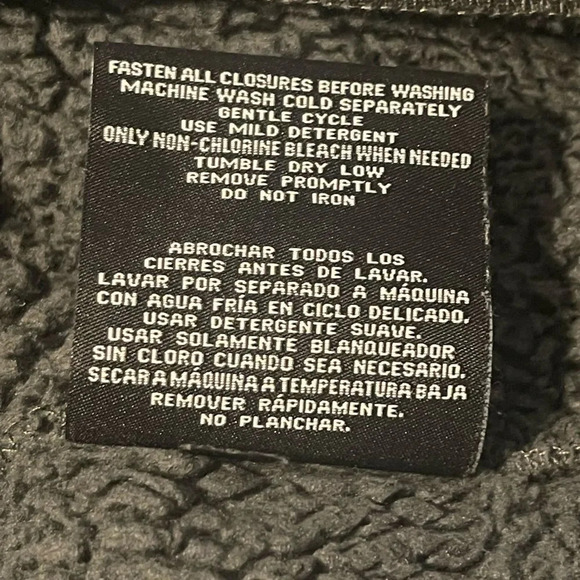 FASTEN ALL CLOSURES BEFORE WASHING
MACHINE WASH COLD SEPARATELY
GENTLE CYCLE
USE MILD DETERGENT
ONLY NON-CHLORINE BLEACH WHEN NEEDED
TUMBLE DRY LOW
REMOVE PROMPTLY
DO NOT IRON
ABROCHAR TODOS LOS
CIERRES ANTES DE LAVAR.
LAVAR POR SEPARADO A MÁQUINA
CON AGUA FRÍA EN CICLO DELICADO.
USAR DETERGENTE SUAVE.
USAR SOLAMENTE BLANQUEADOR
SIN CLORO CUANDO SEA NECESARIO.
SECAR A MÁQUINA A TEMPERATURA BAJA
REMOVER RÁPIDAMENTE.
NO PLANCHAR.